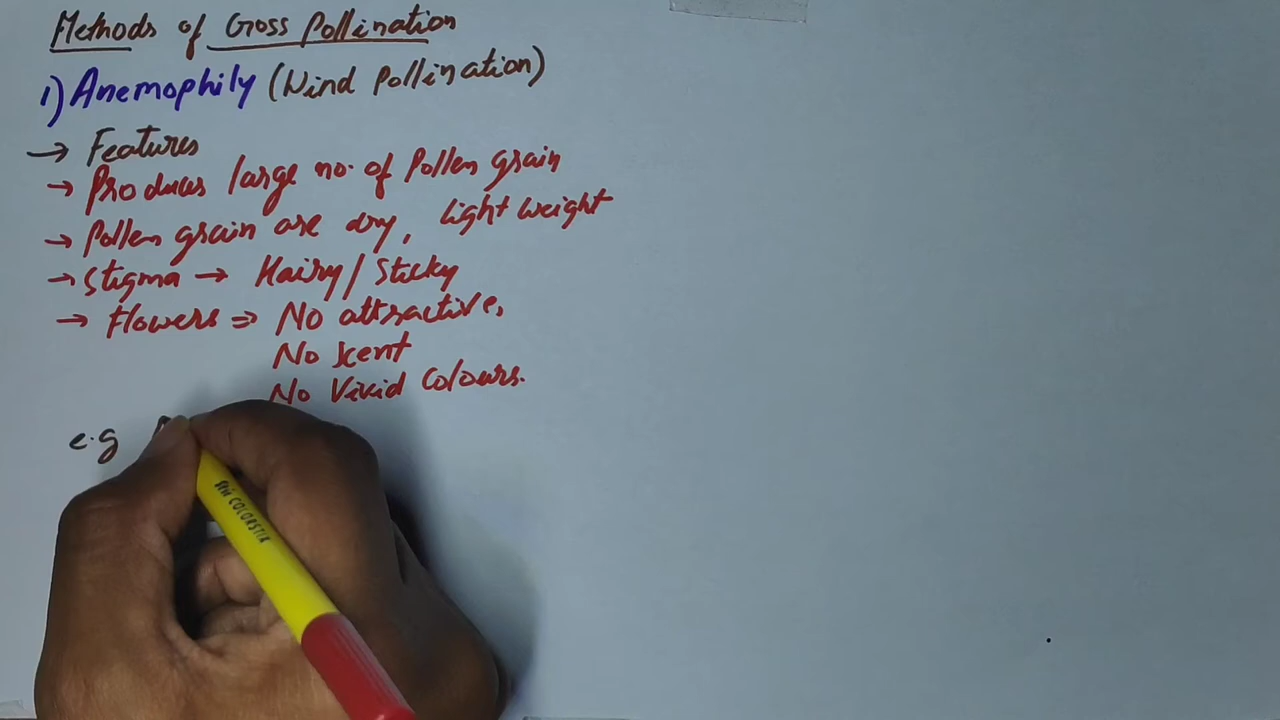 Methods of Cross Pollination
1) Anemophily (Wind Pollination)
→ Features
→ Produces large no. of Pollen grain
→ Pollen grain are dry, light weight
→ Stigma → Hairy / Sticky
→ Flowers ⇒ No attractive,
No Scent
No Vivid Colours.
e.g
COLORSTIX